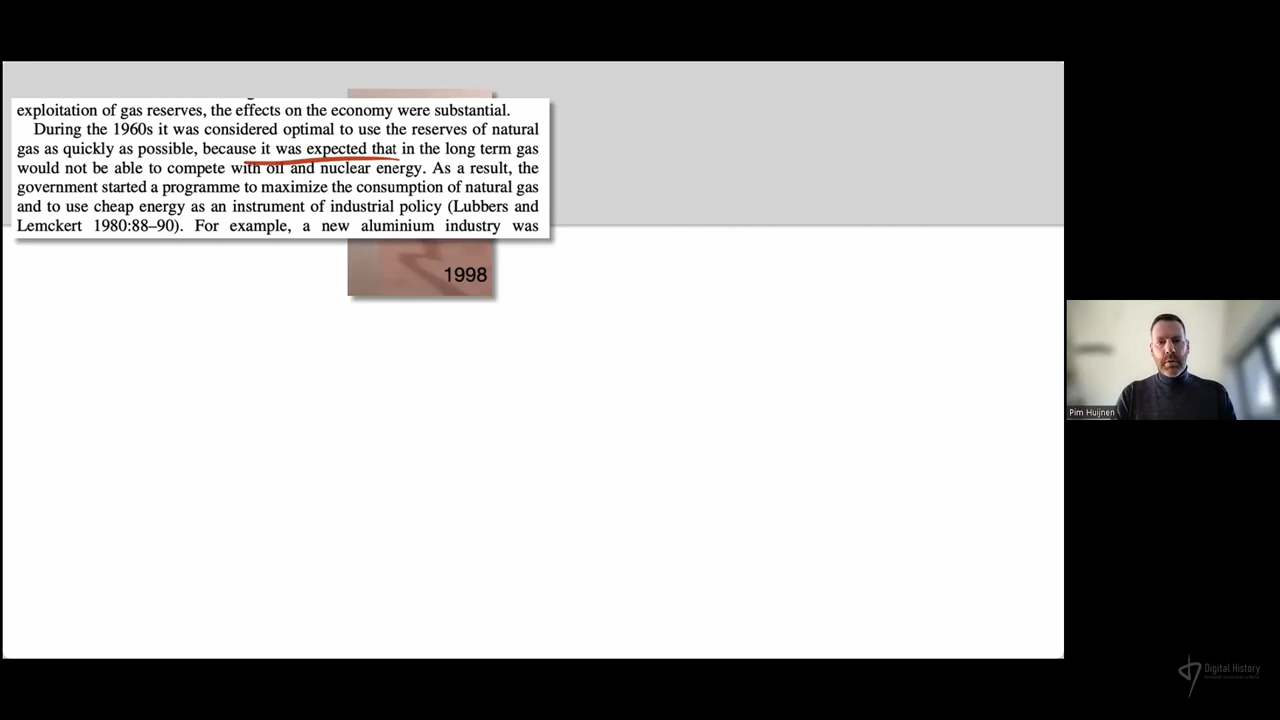 exploitation of gas reserves, the effects on the economy were substantial.
During the 1960s it was considered optimal to use the reserves of natural
gas as quickly as possible, because it was expected that in the long term gas
would not be able to compete with oil and nuclear energy. As a result, the
government started a programme to maximize the consumption of natural gas
and to use cheap energy as an instrument of industrial policy (Lubbers and
Lemckert 1980:88–90). For example, a new aluminium industry was
1998
Pim Huijnen
Digital History